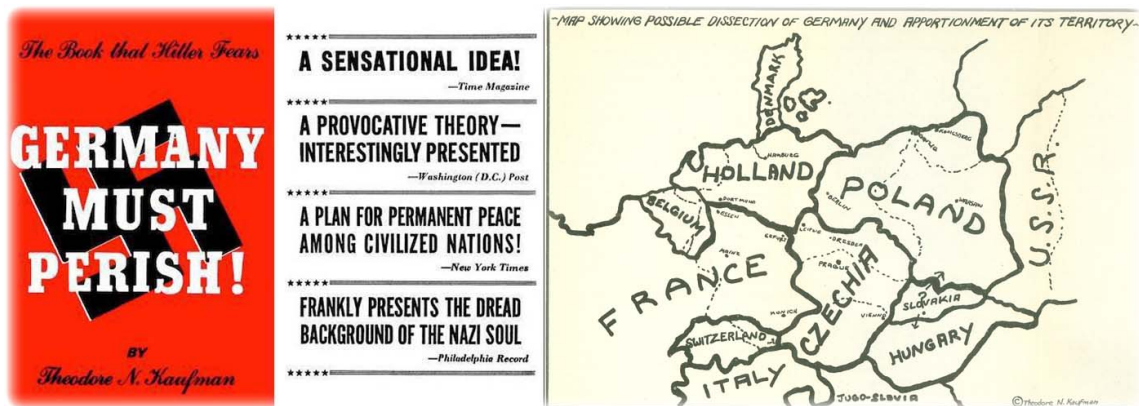 The Book that Hitler Fears
GERMANY
MUST
PERISH!
BY
Theodore N. Kaufman
★★★★★
A SENSATIONAL IDEA!
—Time Magazine
★★★★★
A PROVOCATIVE THEORY—
INTERESTINGLY PRESENTED
—Washington (D.C.) Post
★★★★★
A PLAN FOR PERMANENT PEACE
AMONG CIVILIZED NATIONS!
—New York Times
★★★★★
FRANKLY PRESENTS THE DREAD
BACKGROUND OF THE NAZI SOUL
—Philadelphia Record
★★★★★
~MAP SHOWING POSSIBLE DISSECTION OF GERMANY AND APPORTIONMENT OF ITS TERRITORY~
DENMARK
HAMBURG
HOLLAND
POLAND
U.S.S.R.
BERLIN
BELGIUM
DORTMUND
ESSEN
LEIPZIG
DRESDEN
MAINZ
PRAGUE
FRANCE
CZECHIA
SLOVAKIA
MUNICH
VIENNA
SWITZERLAND
HUNGARY
ITALY
JUGO-SLAVIA
©Theodore N. Kaufman